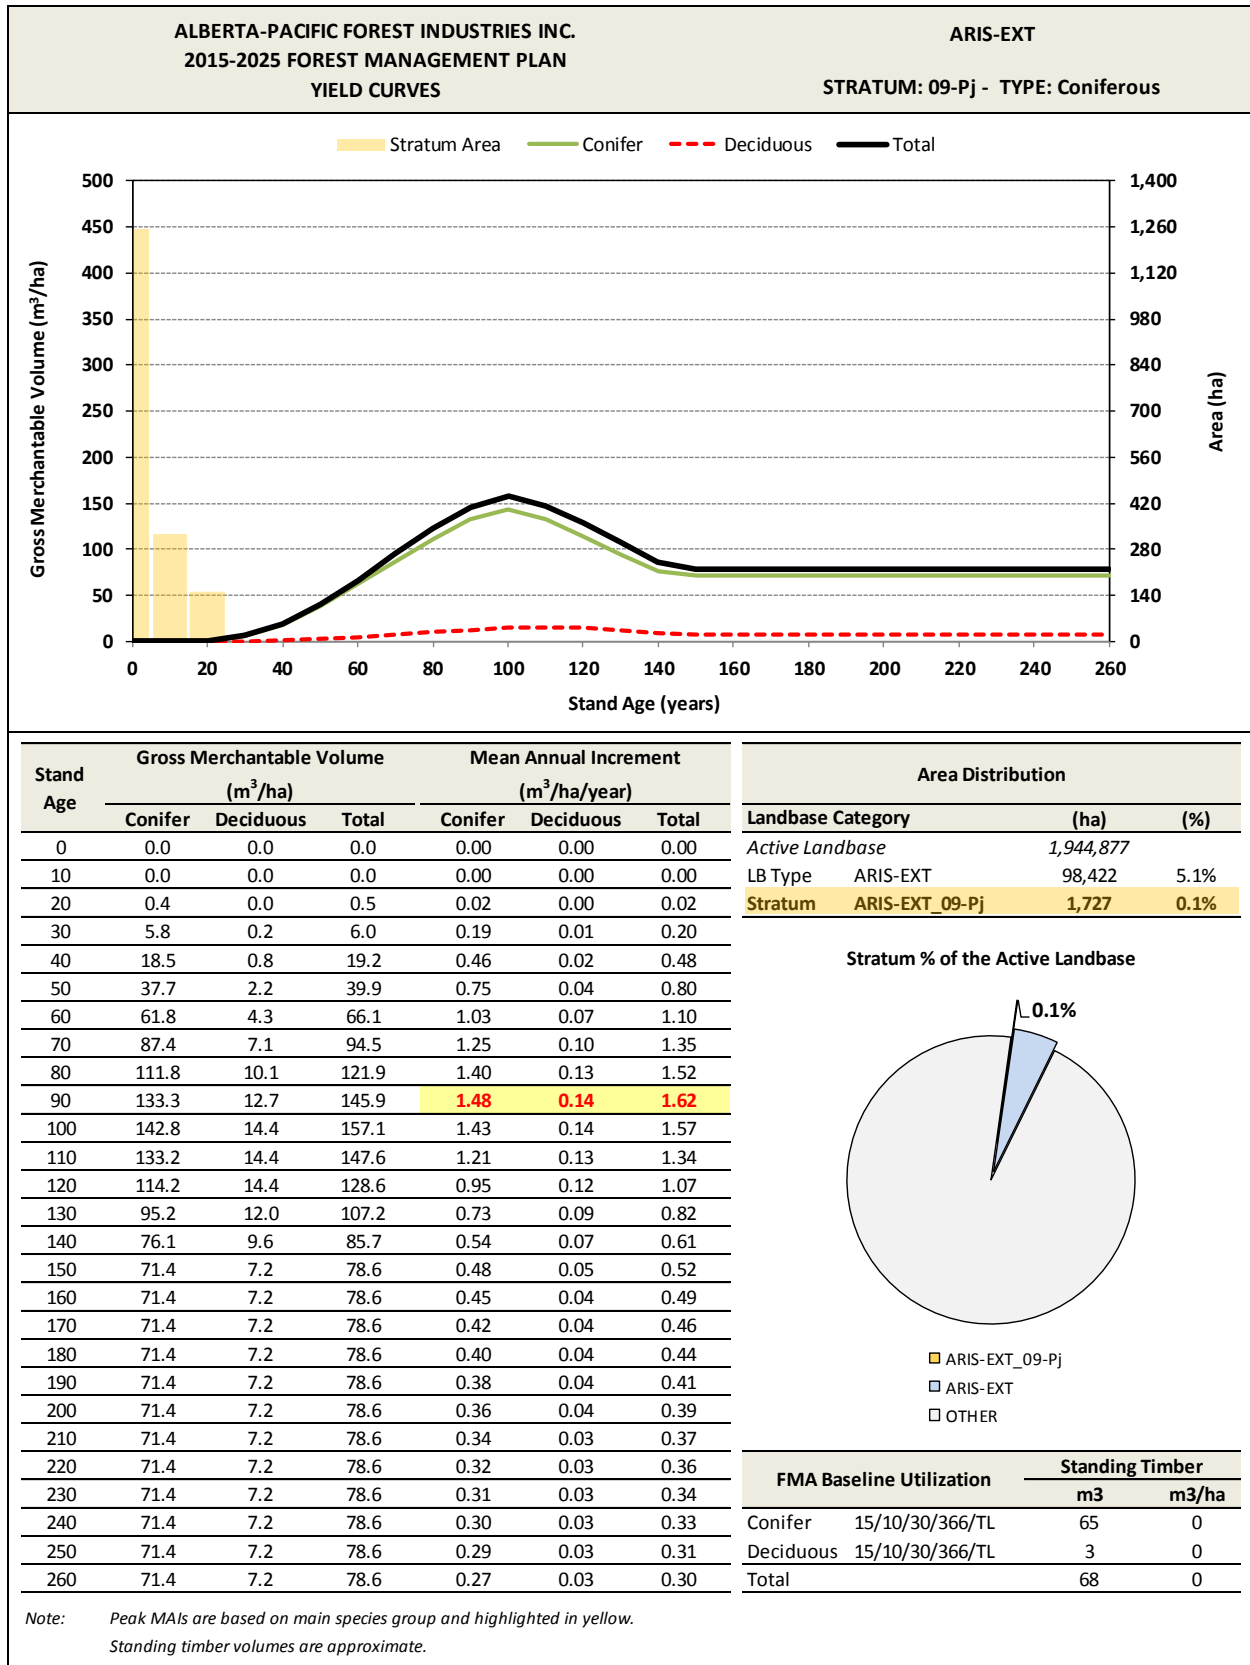 ALBERTA-PACIFIC FOREST INDUSTRIES INC.
2015-2025 FOREST MANAGEMENT PLAN
YIELD CURVES
ARIS-EXT
STRATUM: 09-Pj - TYPE: Coniferous
Stratum Area Conifer Deciduous Total
Gross Merchantable Volume (m³/ha)
500
450
400
350
300
250
200
150
100
50
0
1,400
1,260
1,120
980
840
700
560
420
280
140
0
Area (ha)
0 20 40 60 80 100 120 140 160 180 200 220 240 260
Stand Age (years)
Stand Age Gross Merchantable Volume (m³/ha) Mean Annual Increment (m³/ha/year)
Conifer Deciduous Total Conifer Deciduous Total
0 0.0 0.0 0.0 0.00 0.00 0.00
10 0.0 0.0 0.0 0.00 0.00 0.00
20 0.4 0.0 0.5 0.02 0.00 0.02
30 5.8 0.2 6.0 0.19 0.01 0.20
40 18.5 0.8 19.2 0.46 0.02 0.48
50 37.7 2.2 39.9 0.75 0.04 0.80
60 61.8 4.3 66.1 1.03 0.07 1.10
70 87.4 7.1 94.5 1.25 0.10 1.35
80 111.8 10.1 121.9 1.40 0.13 1.52
90 133.3 12.7 145.9 1.48 0.14 1.62
100 142.8 14.4 157.1 1.43 0.14 1.57
110 133.2 14.4 147.6 1.21 0.13 1.34
120 114.2 14.4 128.6 0.95 0.12 1.07
130 95.2 12.0 107.2 0.73 0.09 0.82
140 76.1 9.6 85.7 0.54 0.07 0.61
150 71.4 7.2 78.6 0.48 0.05 0.52
160 71.4 7.2 78.6 0.45 0.04 0.49
170 71.4 7.2 78.6 0.42 0.04 0.46
180 71.4 7.2 78.6 0.40 0.04 0.44
190 71.4 7.2 78.6 0.38 0.04 0.41
200 71.4 7.2 78.6 0.36 0.04 0.39
210 71.4 7.2 78.6 0.34 0.03 0.37
220 71.4 7.2 78.6 0.32 0.03 0.36
230 71.4 7.2 78.6 0.31 0.03 0.34
240 71.4 7.2 78.6 0.30 0.03 0.33
250 71.4 7.2 78.6 0.29 0.03 0.31
260 71.4 7.2 78.6 0.27 0.03 0.30
Area Distribution
Landbase Category (ha) (%)
Active Landbase 1,944,877
LB Type ARIS-EXT 98,422 5.1%
Stratum ARIS-EXT_09-Pj 1,727 0.1%
Stratum % of the Active Landbase
0.1%
ARIS-EXT_09-Pj
ARIS-EXT
OTHER
FMA Baseline Utilization Standing Timber
m3 m3/ha
Conifer 15/10/30/366/TL 65 0
Deciduous 15/10/30/366/TL 3 0
Total 68 0
Note: Peak MAIs are based on main species group and highlighted in yellow.
Standing timber volumes are approximate.